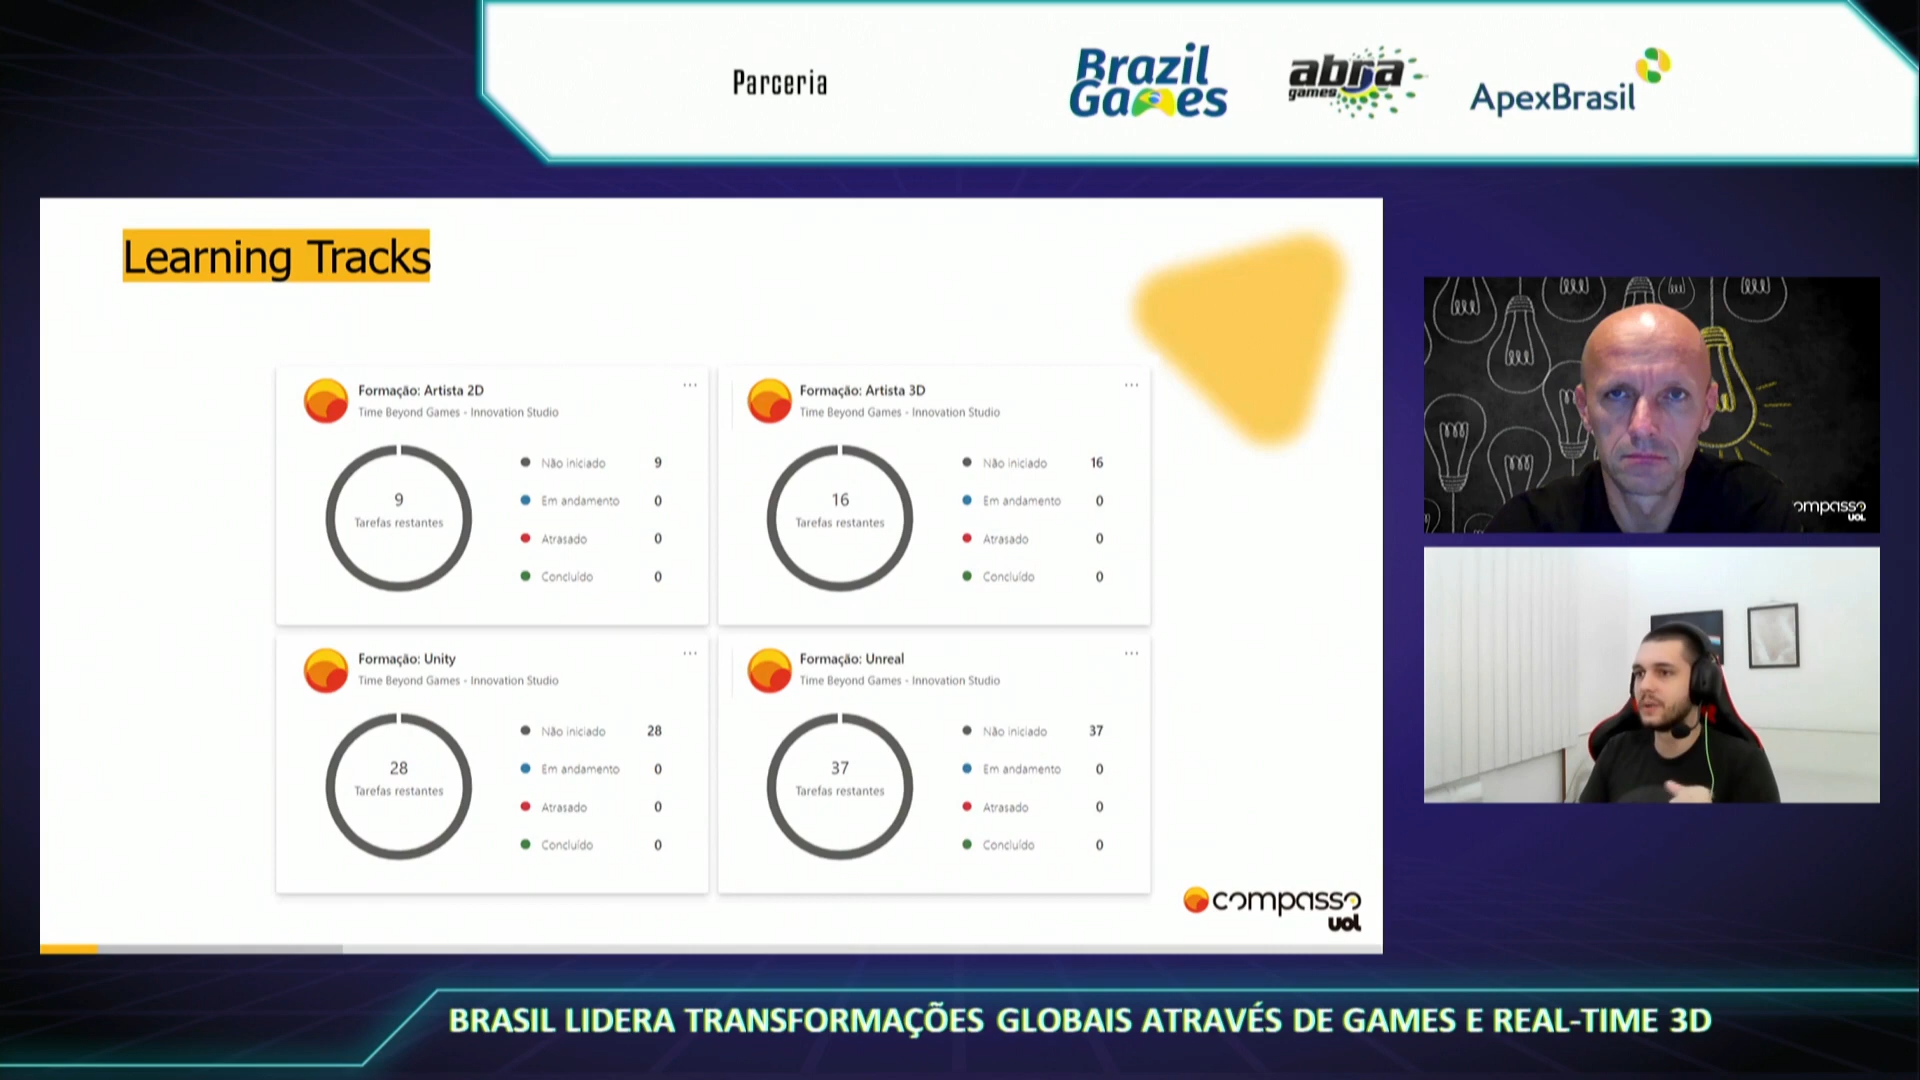 Parceria
Brazil
Games
abra
games
ApexBrasil
Learning Tracks
Formação: Artista 2D
Time Beyond Games - Innovation Studio
9
Tarefas restantes
Não iniciado 9
Em andamento 0
Atrasado 0
Concluído 0
Formação: Artista 3D
Time Beyond Games - Innovation Studio
16
Tarefas restantes
Não iniciado 16
Em andamento 0
Atrasado 0
Concluído 0
Formação: Unity
Time Beyond Games - Innovation Studio
28
Tarefas restantes
Não iniciado 28
Em andamento 0
Atrasado 0
Concluído 0
Formação: Unreal
Time Beyond Games - Innovation Studio
37
Tarefas restantes
Não iniciado 37
Em andamento 0
Atrasado 0
Concluído 0
compasso
UOL
ompasso
UOL
BRASIL LIDERA TRANSFORMAÇÕES GLOBAIS ATRAVÉS DE GAMES E REAL-TIME 3D